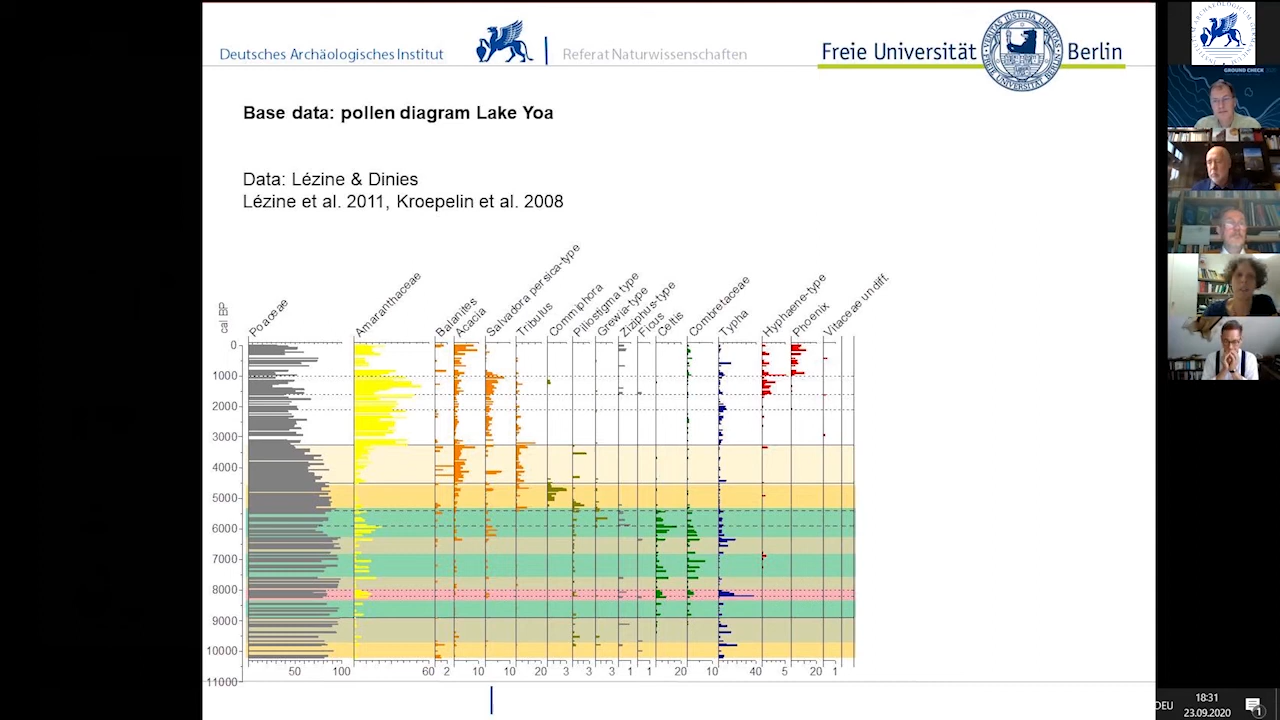 Deutsches Archäologisches Institut
Referat Naturwissenschaften
Freie Universität Berlin
GROUND CHECK
Base data: pollen diagram Lake Yoa
Data: Lézine & Dinies
Lézine et al. 2011, Kroepelin et al. 2008
cal BP
Poaceae
Amaranthaceae
Balanites
Acacia
Salvadora persica-type
Tribulus
Commiphora
Piliostigma type
Grewia-type
Ziziphus-type
Ficus
Celtis
Combretaceae
Typha
Hyphaene-type
Phoenix
Vitaceae undiff.
0
1000
2000
3000
4000
5000
6000
7000
8000
9000
10000
11000
50 100 60 2 10 10 20 3 3 3 1 1 20 10 40 5 20 1
DEU
18:31
23.09.2020
1